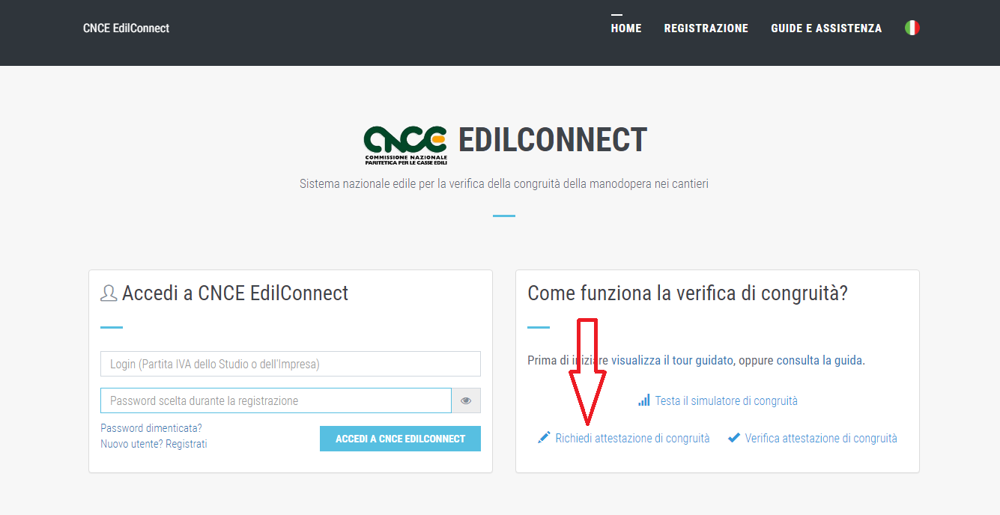 CNCE EdilConnect
HOME
REGISTRAZIONE
GUIDE E ASSISTENZA
CNCE EDILCONNECT
COMMISSIONE NAZIONALE
PARITETICA PER LE CASSE EDILI
Sistema nazionale edile per la verifica della congruità della manodopera nei cantieri
Accedi a CNCE EdilConnect
Login (Partita IVA dello Studio o dell'Impresa)
Password scelta durante la registrazione
Password dimenticata?
Nuovo utente? Registrati
ACCEDI A CNCE EDILCONNECT
Come funziona la verifica di congruità?
Prima di iniziare visualizza il tour guidato, oppure consulta la guida.
Testa il simulatore di congruità
Richiedi attestazione di congruità
Verifica attestazione di congruità